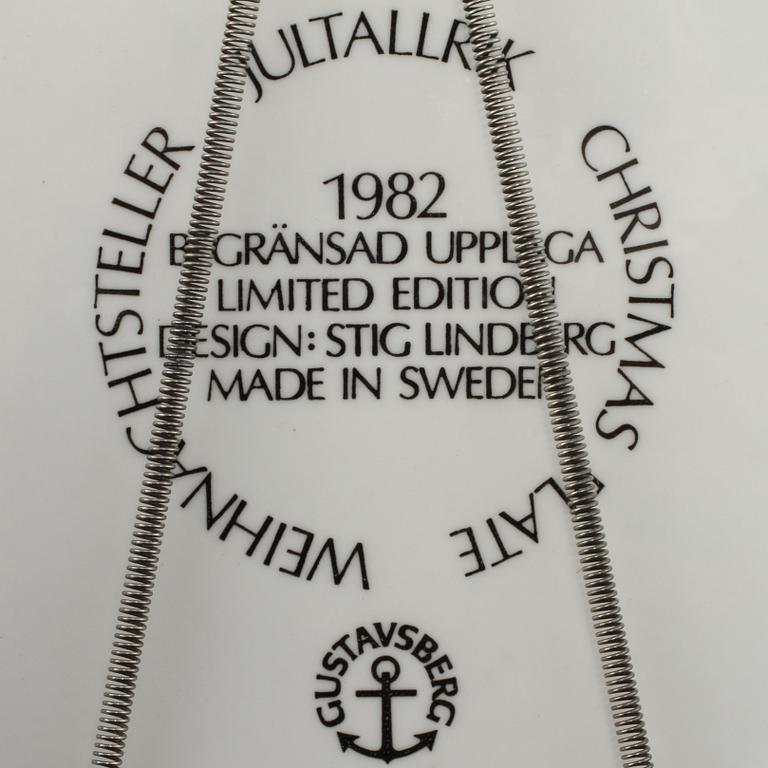 JULTALLRIK
CHRISTMAS PLATE
WEIHNACHTSTELLER
1982
BEGRÄNSAD UPPLAGA
LIMITED EDITION
DESIGN: STIG LINDBERG
MADE IN SWEDEN
GUSTAVSBERG